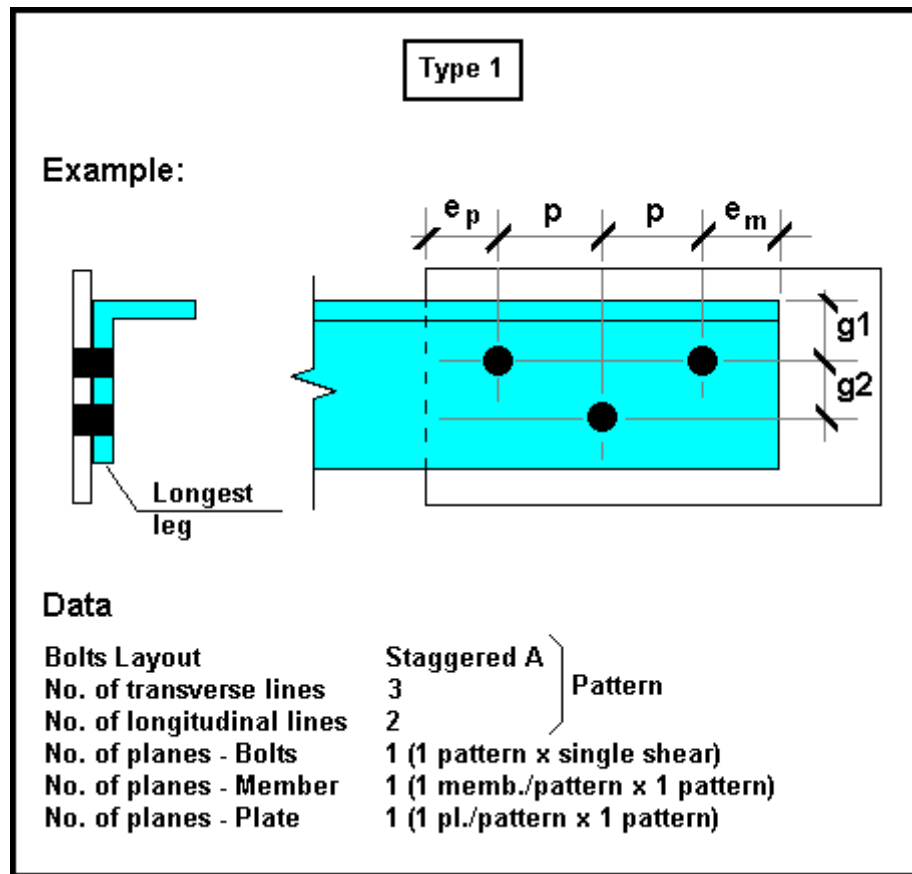 Type 1
Example:
e p p p e m
g1
g2
Longest
leg
Data
Bolts Layout Staggered A
No. of transverse lines 3
No. of longitudinal lines 2
Pattern
No. of planes - Bolts 1 (1 pattern x single shear)
No. of planes - Member 1 (1 memb./pattern x 1 pattern)
No. of planes - Plate 1 (1 pl./pattern x 1 pattern)